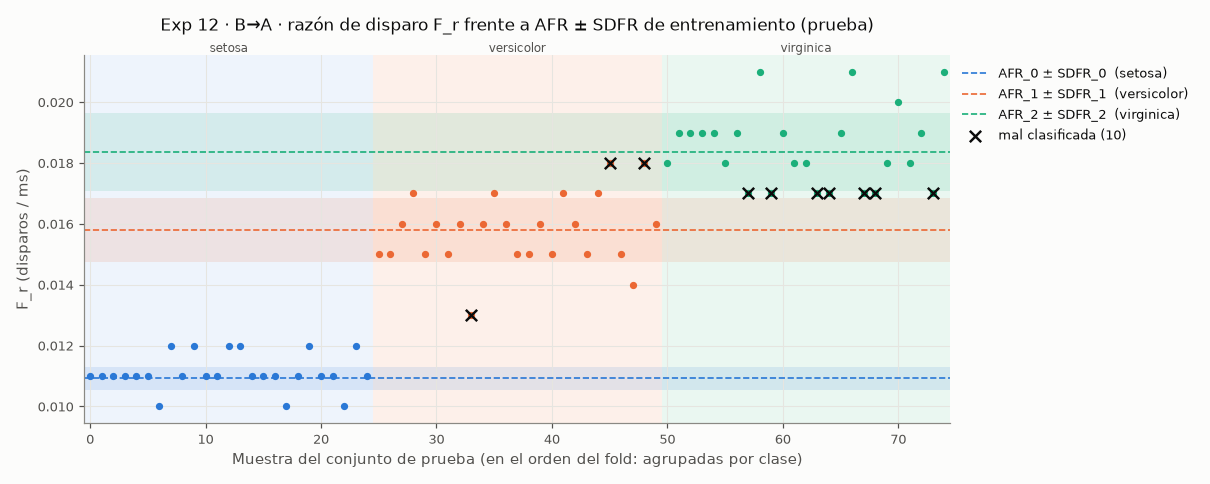 Exp 12 · B→A · razón de disparo F_r frente a AFR ± SDFR de entrenamiento (prueba)
setosa versicolor virginica
AFR_0 ± SDFR_0 (setosa)
AFR_1 ± SDFR_1 (versicolor)
AFR_2 ± SDFR_2 (virginica)
mal clasificada (10)
F_r (disparos / ms)
0.020
0.018
0.016
0.014
0.012
0.010
0 10 20 30 40 50 60 70
Muestra del conjunto de prueba (en el orden del fold: agrupadas por clase)